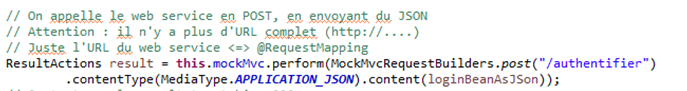 // On appelle le web service en POST, en envoyant du JSON
// Attention : il n'y a plus d'URL complet (http://....)
// Juste l'URL du web service <=> @RequestMapping
ResultActions result = this.mockMvc.perform(MockMvcRequestBuilders.post("/authentifier")
.contentType(MediaType.APPLICATION_JSON).content(loginBeanAsJSon));